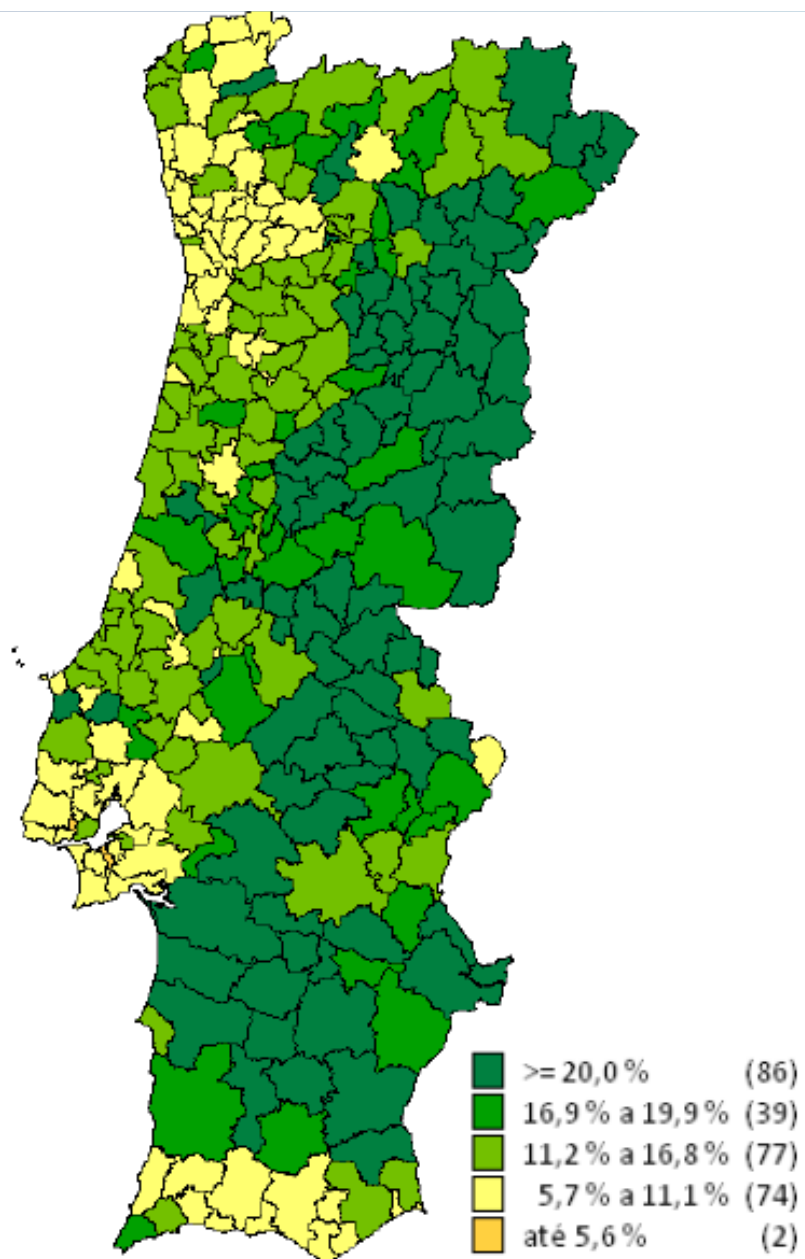 >= 20,0 % (86)
16,9 % a 19,9 % (39)
11,2 % a 16,8 % (77)
5,7 % a 11,1 % (74)
até 5,6 % (2)